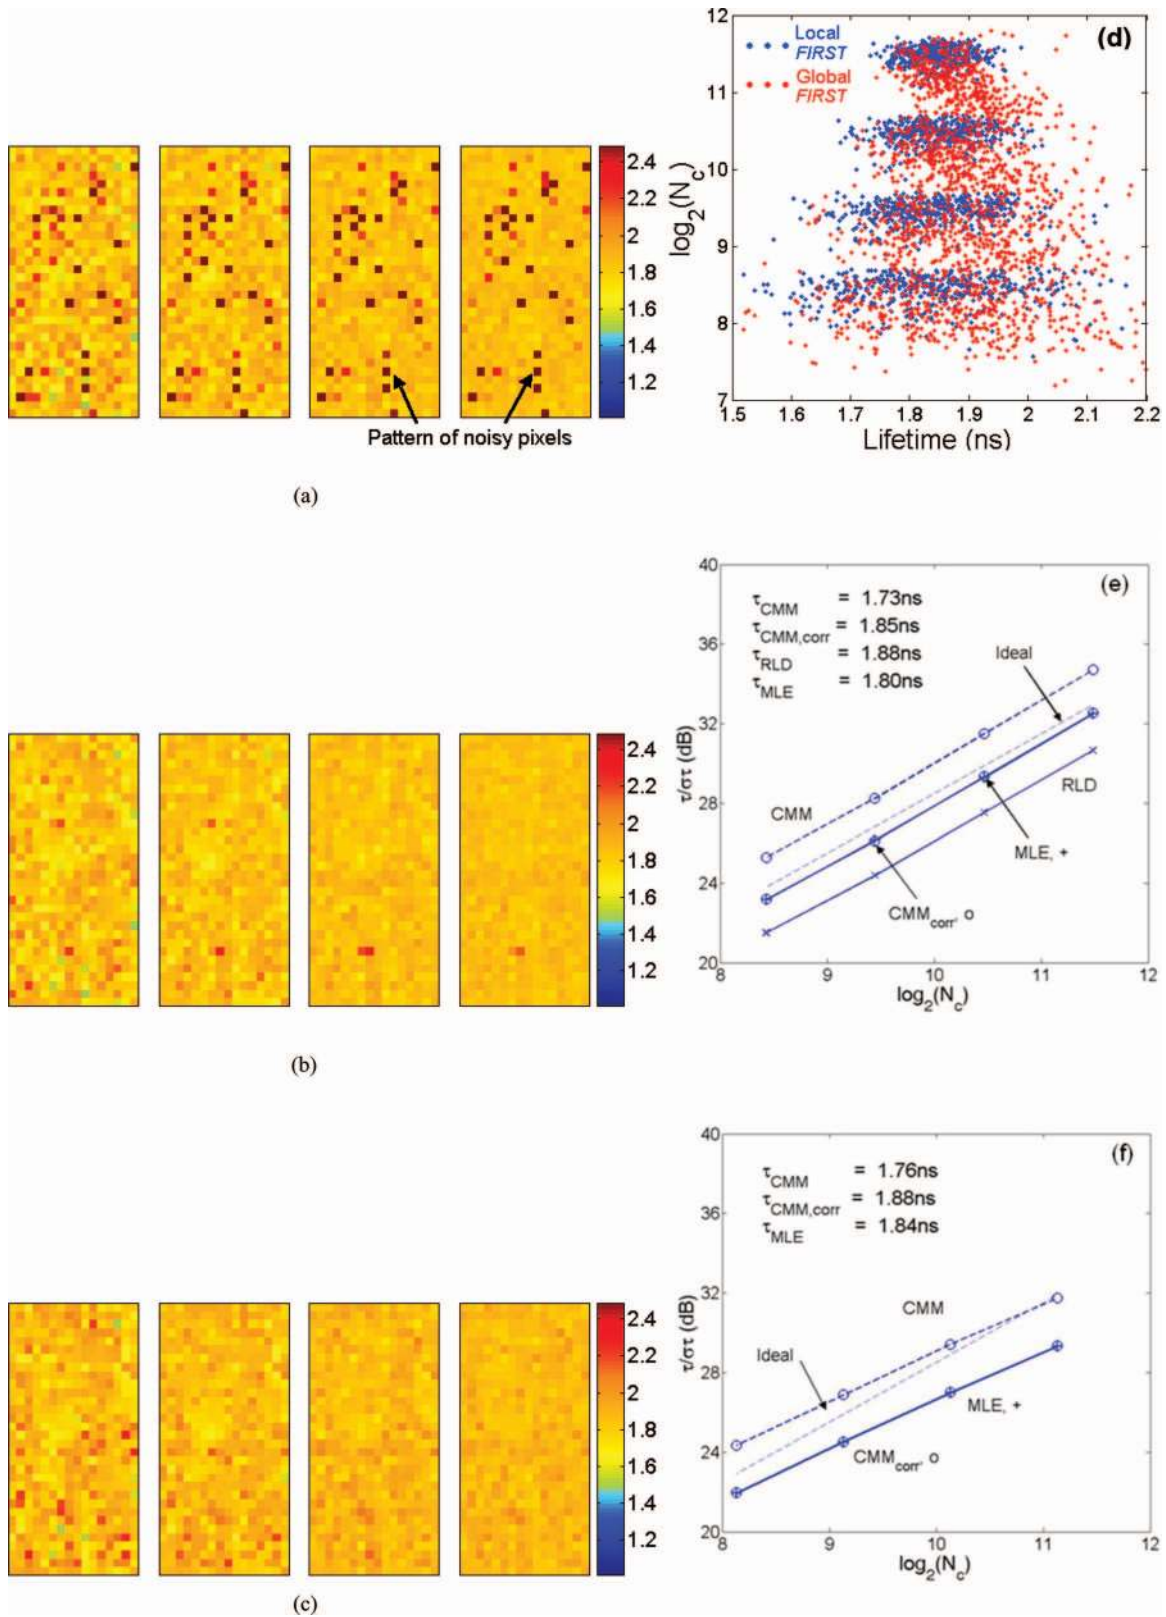 2.4
2.2
2
1.8
1.6
1.4
1.2
Pattern of noisy pixels
(a)
12
11
10
9
8
7
log2(Nc)
Local
FIRST
Global
FIRST
(d)
1.5 1.6 1.7 1.8 1.9 2 2.1 2.2
Lifetime (ns)
2.4
2.2
2
1.8
1.6
1.4
1.2
(b)
40
36
32
28
24
20
τ/στ (dB)
(e)
τCMM = 1.73ns
τCMM,corr = 1.85ns
τRLD = 1.88ns
τMLE = 1.80ns
Ideal
CMM
RLD
MLE, +
CMMcorr, o
8 9 10 11 12
log2(Nc)
2.4
2.2
2
1.8
1.6
1.4
1.2
(c)
40
36
32
28
24
20
τ/στ (dB)
(f)
τCMM = 1.76ns
τCMM,corr = 1.88ns
τMLE = 1.84ns
CMM
Ideal
MLE, +
CMMcorr, o
8 9 10 11 12
log2(Nc)